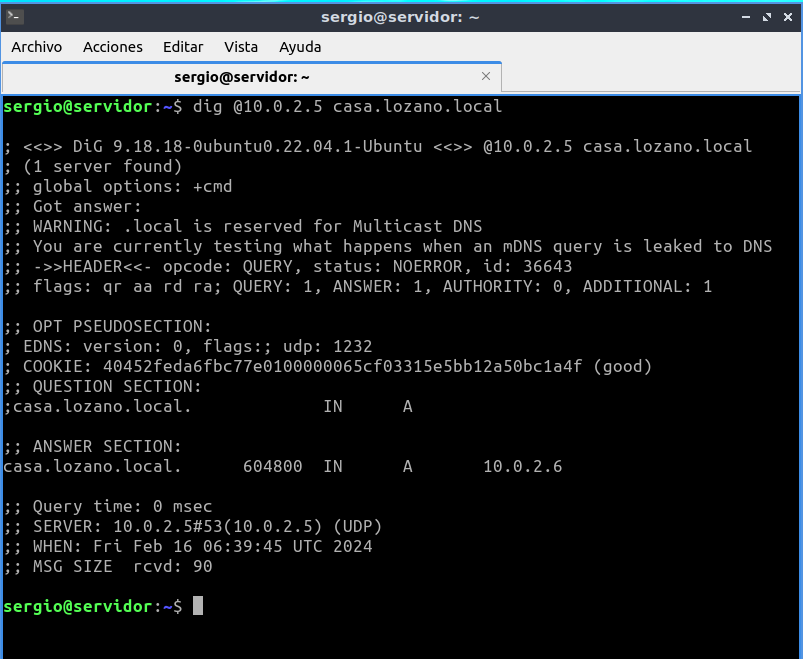 sergio@servidor: ~
Archivo Acciones Editar Vista Ayuda
sergio@servidor: ~
sergio@servidor:~$ dig @10.0.2.5 casa.lozano.local

; <<>> DiG 9.18.18-0ubuntu0.22.04.1-Ubuntu <<>> @10.0.2.5 casa.lozano.local
; (1 server found)
;; global options: +cmd
;; Got answer:
;; WARNING: .local is reserved for Multicast DNS
;; You are currently testing what happens when an mDNS query is leaked to DNS
;; ->>HEADER<<- opcode: QUERY, status: NOERROR, id: 36643
;; flags: qr aa rd ra; QUERY: 1, ANSWER: 1, AUTHORITY: 0, ADDITIONAL: 1

;; OPT PSEUDOSECTION:
; EDNS: version: 0, flags:; udp: 1232
; COOKIE: 40452feda6fbc77e0100000065cf03315e5bb12a50bc1a4f (good)
;; QUESTION SECTION:
;casa.lozano.local.		IN	A

;; ANSWER SECTION:
casa.lozano.local.	604800	IN	A	10.0.2.6

;; Query time: 0 msec
;; SERVER: 10.0.2.5#53(10.0.2.5) (UDP)
;; WHEN: Fri Feb 16 06:39:45 UTC 2024
;; MSG SIZE  rcvd: 90

sergio@servidor:~$